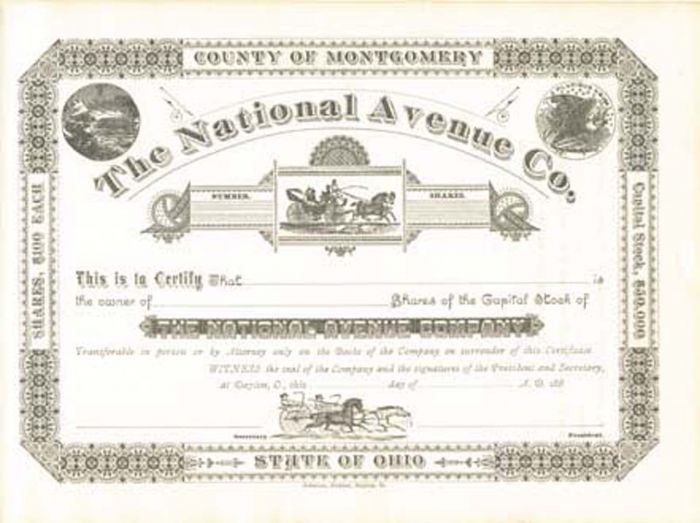 COUNTY OF MONTGOMERY
The National Avenue Co.
NUMBER.
SHARES.
SHARES, $100 EACH
Capital Stock, $50,000
This is to Certify That is
the owner of Shares of the Capital Stock of
THE NATIONAL AVENUE COMPANY
Transferable in person or by Attorney only on the Books of the Company on surrender of this Certificate
WITNESS the seal of the Company and the signatures of the President and Secretary,
at Dayton, O., this day of A. D. 188
Secretary
President.
STATE OF OHIO